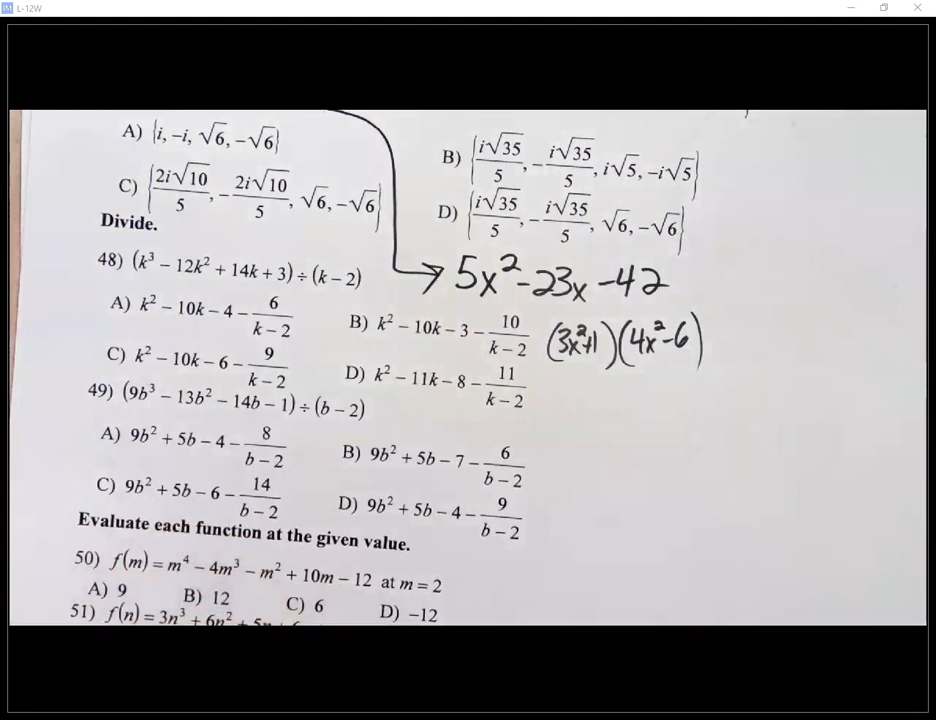 L-12W
A) {i, −i, √6, −√6}
B) {i√35/5, −i√35/5, i√5, −i√5}
C) {2i√10/5, −2i√10/5, √6, −√6}
D) {i√35/5, −i√35/5, √6, −√6}
Divide.
48) (k³ − 12k² + 14k + 3) ÷ (k − 2)
5x² − 23x − 42
A) k² − 10k − 4 − 6/(k − 2)
B) k² − 10k − 3 − 10/(k − 2)
(3x²+1)(4x²−6)
C) k² − 10k − 6 − 9/(k − 2)
D) k² − 11k − 8 − 11/(k − 2)
49) (9b³ − 13b² − 14b − 1) ÷ (b − 2)
A) 9b² + 5b − 4 − 8/(b − 2)
B) 9b² + 5b − 7 − 6/(b − 2)
C) 9b² + 5b − 6 − 14/(b − 2)
D) 9b² + 5b − 4 − 9/(b − 2)
Evaluate each function at the given value.
50) f(m) = m⁴ − 4m³ − m² + 10m − 12 at m = 2
A) 9
B) 12
C) 6
D) −12
51) f(n) = 3n³ + 6n² + 5n +